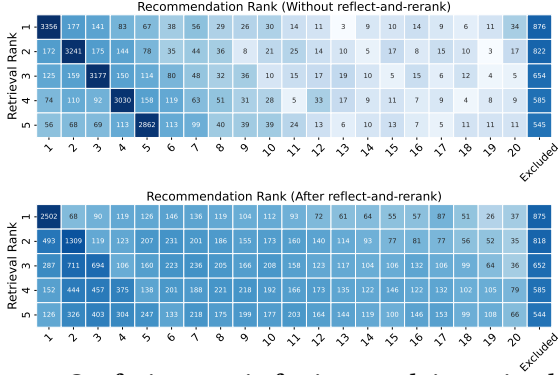 Recommendation Rank (Without reflect-and-rerank)
Retrieval Rank
1 3356 177 141 83 67 38 56 29 26 30 14 11 3 9 10 14 9 6 11 34 876
2 172 3241 156 144 78 35 44 36 8 21 25 14 10 5 17 8 15 10 3 17 822
3 125 159 3177 150 114 80 48 32 36 10 15 17 19 10 5 15 6 12 4 5 654
4 74 110 92 3030 158 119 63 51 31 28 5 33 17 9 11 7 9 4 8 9 585
5 56 68 69 113 2862 113 99 40 39 39 24 13 6 10 13 7 5 11 11 11 545
1 2 3 4 5 6 7 8 9 10 11 12 13 14 15 16 17 18 19 20 Excluded
Recommendation Rank (After reflect-and-rerank)
Retrieval Rank
1 2502 68 90 119 126 146 136 119 104 112 93 72 61 64 55 57 87 51 26 37 875
2 493 1309 119 123 207 231 201 186 155 173 160 140 114 93 77 81 77 56 52 35 818
3 287 711 694 106 160 223 236 205 166 208 158 123 117 104 106 132 106 99 64 36 652
4 152 444 457 375 138 201 188 221 218 192 166 173 135 122 146 122 132 102 105 79 585
5 126 326 403 304 247 133 218 175 199 177 203 164 144 119 100 146 153 99 108 66 544
1 2 3 4 5 6 7 8 9 10 11 12 13 14 15 16 17 18 19 20 Excluded